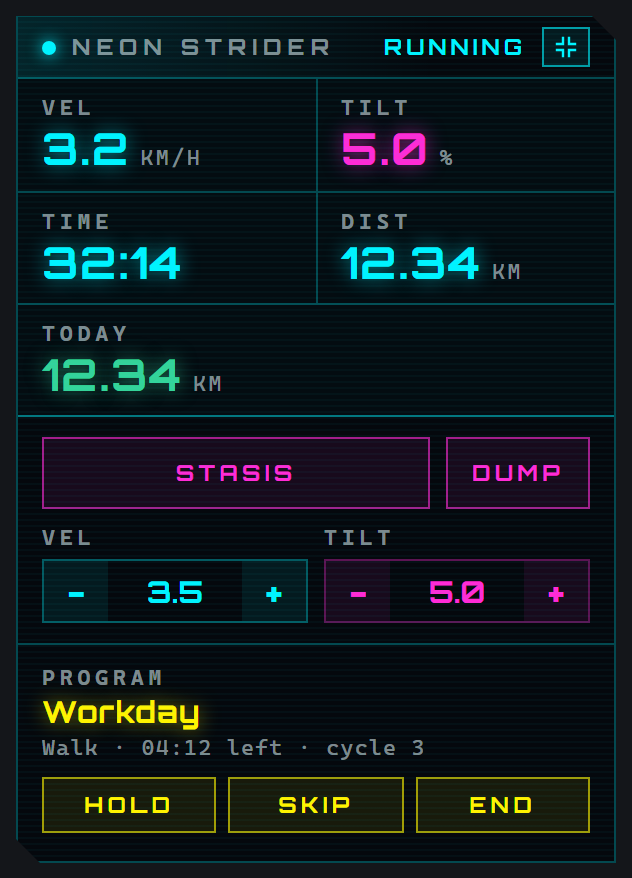 NEON STRIDER RUNNING
VEL
3.2 KM/H
TILT
5.0 %
TIME
32:14
DIST
12.34 KM
TODAY
12.34 KM
STASIS DUMP
VEL
- 3.5 +
TILT
- 5.0 +
PROGRAM
Workday
Walk · 04:12 left · cycle 3
HOLD SKIP END